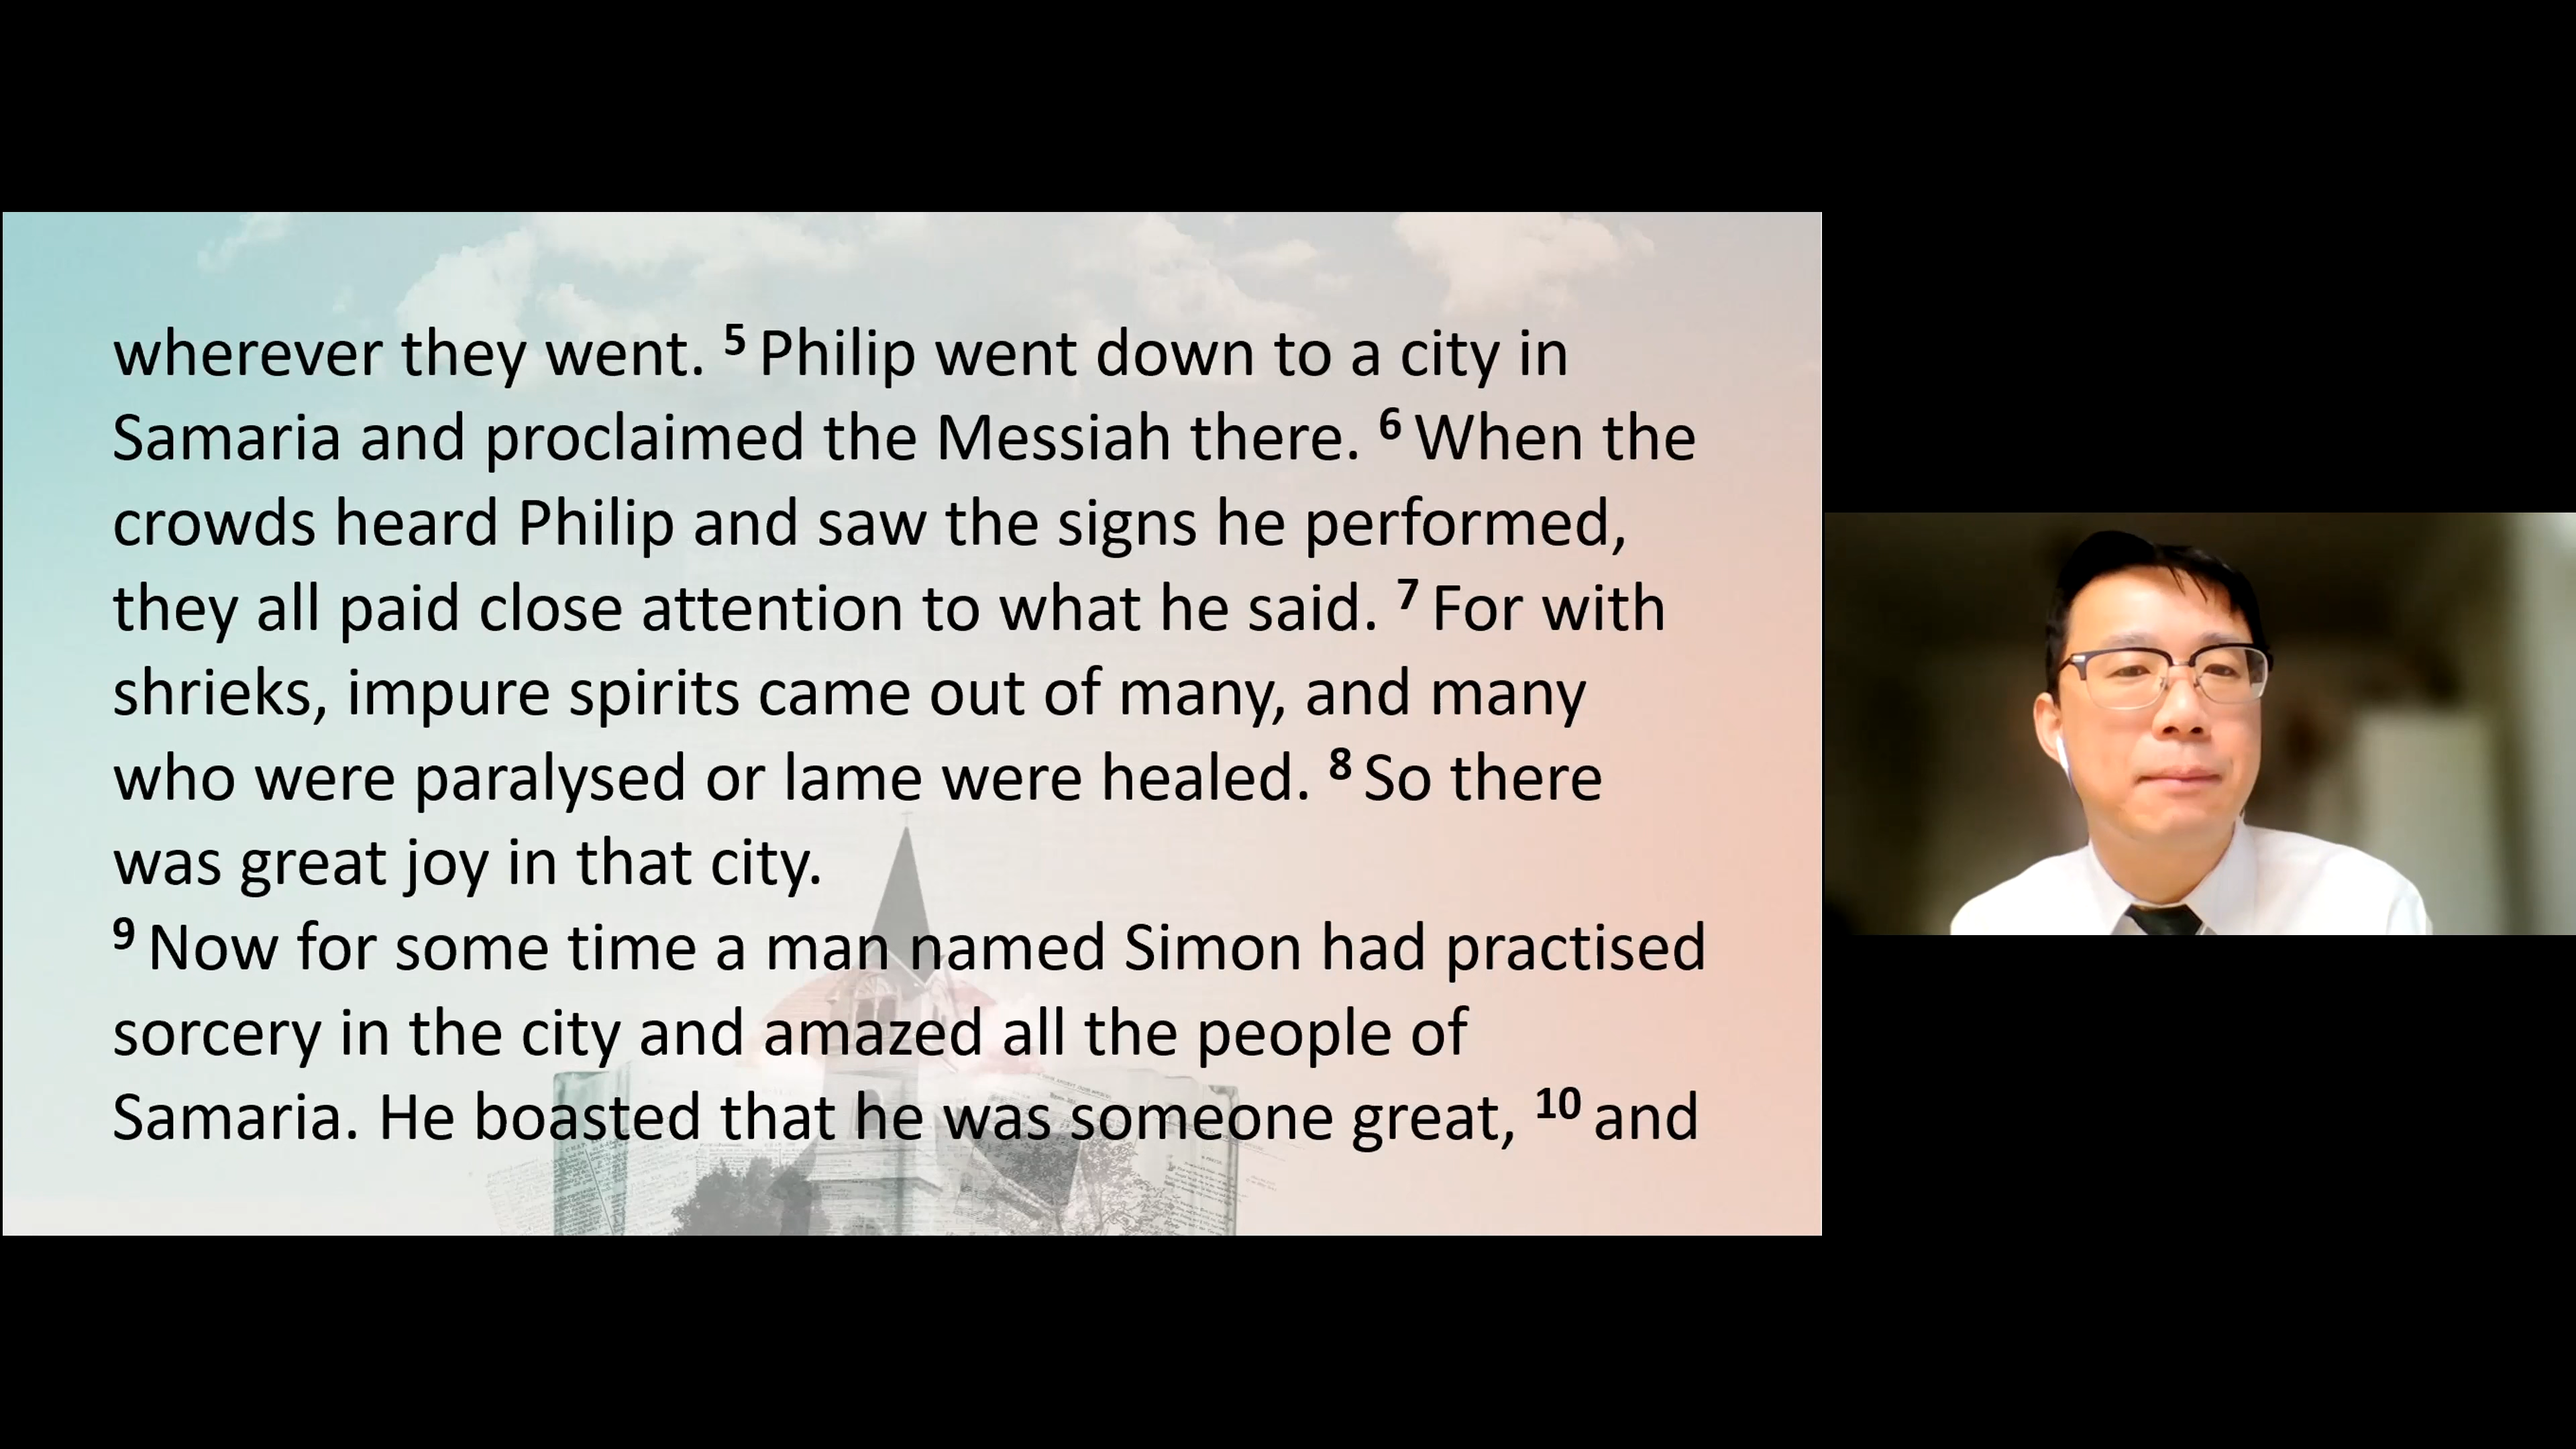 wherever they went. 5 Philip went down to a city in
Samaria and proclaimed the Messiah there. 6 When the
crowds heard Philip and saw the signs he performed,
they all paid close attention to what he said. 7 For with
shrieks, impure spirits came out of many, and many
who were paralysed or lame were healed. 8 So there
was great joy in that city.
9 Now for some time a man named Simon had practised
sorcery in the city and amazed all the people of
Samaria. He boasted that he was someone great, 10 and